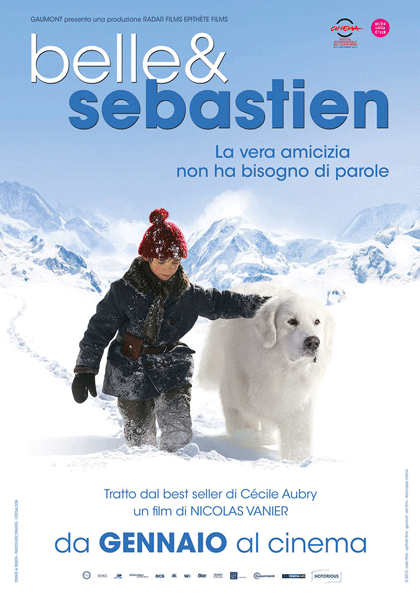 GAUMONT presenta una produzione RADAR FILMS EPITHÈTE FILMS
CINEMA
belle&
sebastien
La vera amicizia
non ha bisogno di parole
Tratto dal best seller di Cécile Aubry
un film di NICOLAS VANIER
da GENNAIO al cinema
NOTORIOUS